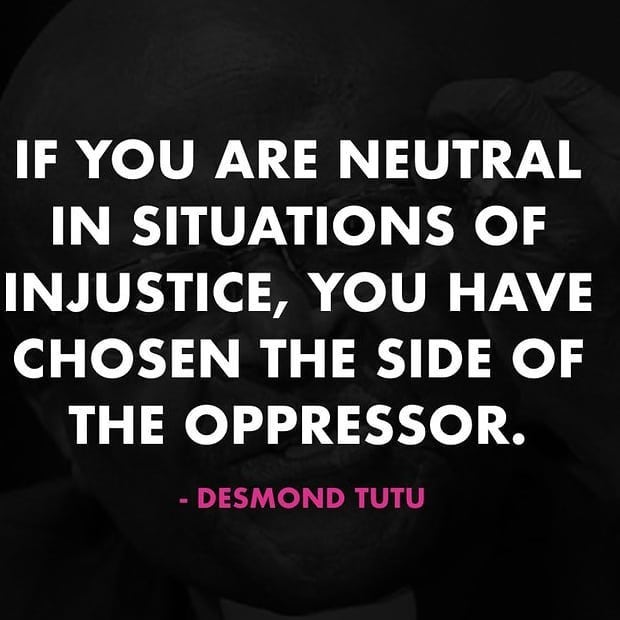 IF YOU ARE NEUTRAL
IN SITUATIONS OF
INJUSTICE, YOU HAVE
CHOSEN THE SIDE OF
THE OPPRESSOR.
- DESMOND TUTU